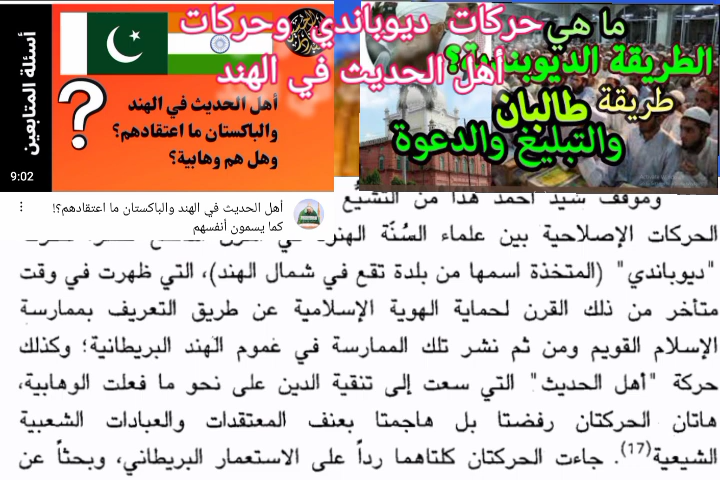 حركات ديوباندي وحركات
أهل الحديث في الهند
أسئلة المتابعين
أهل الحديث في الهند
والباكستان ما اعتقادهم؟
وهل هم وهابية؟
؟
9:02
ما هي
الطريقة الديوبندية؟
طريقة طالبان
والتبليغ والدعوة
أهل الحديث في الهند والباكستان ما اعتقادهم؟!
كما يسمون أنفسهم
وموقف سيد أحمد هذا من التشيع
الحركات الإصلاحية بين علماء السُنّة الهنود
"ديوباندي" (المتخذة اسمها من بلدة تقع في شمال الهند)، التي ظهرت في وقت
متأخر من ذلك القرن لحماية الهوية الإسلامية عن طريق التعريف بممارسة
الإسلام القويم ومن ثم نشر تلك الممارسة في عموم الهند البريطانية؛ وكذلك
حركة "أهل الحديث" التي سعت إلى تنقية الدين على نحو ما فعلت الوهابية،
هاتان الحركتان رفضتا بل هاجمتا بعنف المعتقدات والعبادات الشعبية
الشيعية(17). جاءت الحركتان كلتاهما رداً على الاستعمار البريطاني، وبحثاً عن